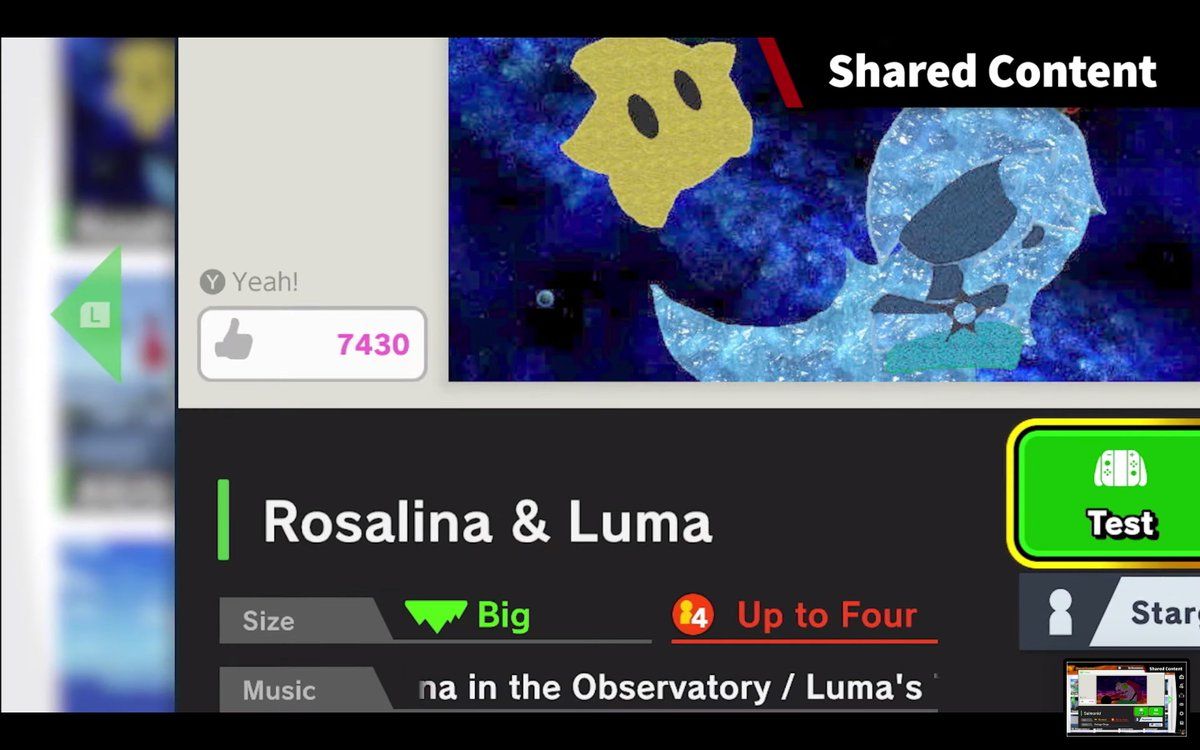 Shared Content
Y Yeah!
L
7430
Rosalina & Luma
Test
Size
Big
4 Up to Four
Music
na in the Observatory / Luma's